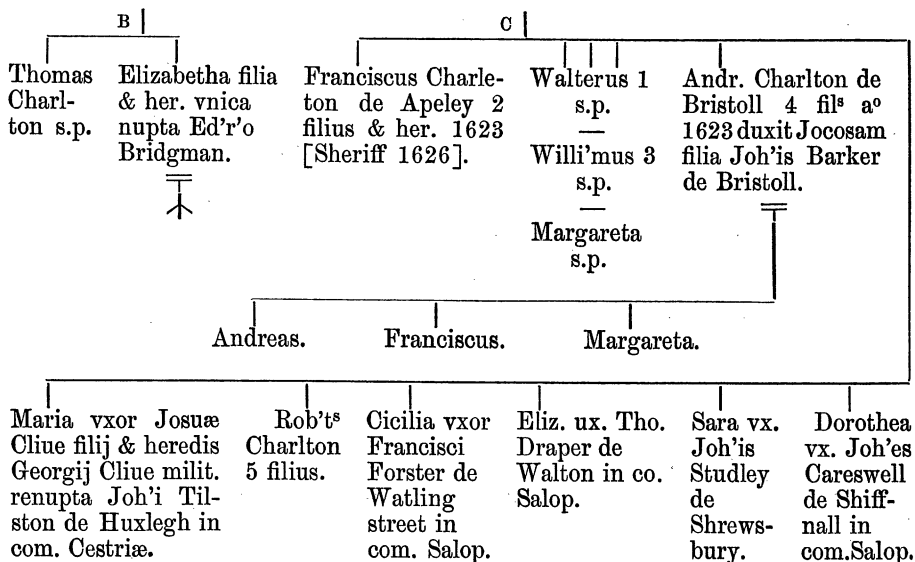 B
C
Thomas
Charl-
ton s.p.
Elizabetha filia
& her. vnica
nupta Ed'r'o
Bridgman.
Franciscus Charle-
ton de Apeley 2
filius & her. 1623
[Sheriff 1626].
Walterus 1
s.p.
—
Willi'mus 3
s.p.
—
Margareta
s.p.
Andr. Charlton de
Bristoll 4 filˢ aº
1623 duxit Jocosam
filia Joh'is Barker
de Bristoll.
Andreas.
Franciscus.
Margareta.
Maria vxor Josuæ
Cliue filij & heredis
Georgij Cliue milit.
renupta Joh'i Til-
ston de Huxlegh in
com. Cestriæ.
Rob'tˢ
Charlton
5 filius.
Cicilia vxor
Francisci
Forster de
Watling
street in
com. Salop.
Eliz. ux. Tho.
Draper de
Walton in co.
Salop.
Sara vx.
Joh'is
Studley
de
Shrews-
bury.
Dorothea
vx. Joh'es
Careswell
de Shiff-
nall in
com.Salop.